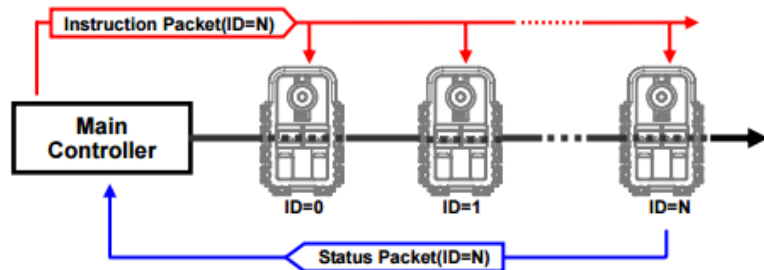 Instruction Packet(ID=N)
Main
Controller
ID=0
ID=1
ID=N
Status Packet(ID=N)